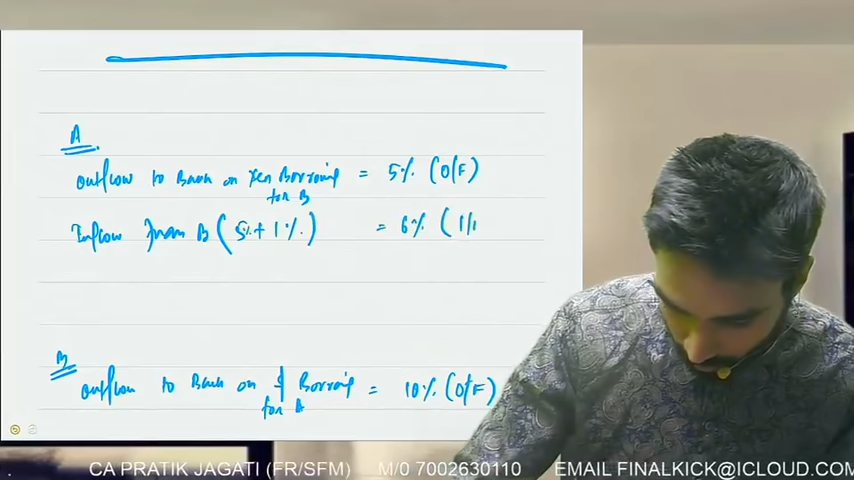 A
Outflow to Bank on Yen Borrowing = 5% (O/F)
for B
Inflow from B (5% + 1%) = 6% (I/
B
Outflow to Bank on $ Borrowing = 10% (O/F)
for A
CA PRATIK JAGATI (FR/SFM) M/0 7002630110 EMAIL FINALKICK@ICLOUD.COM